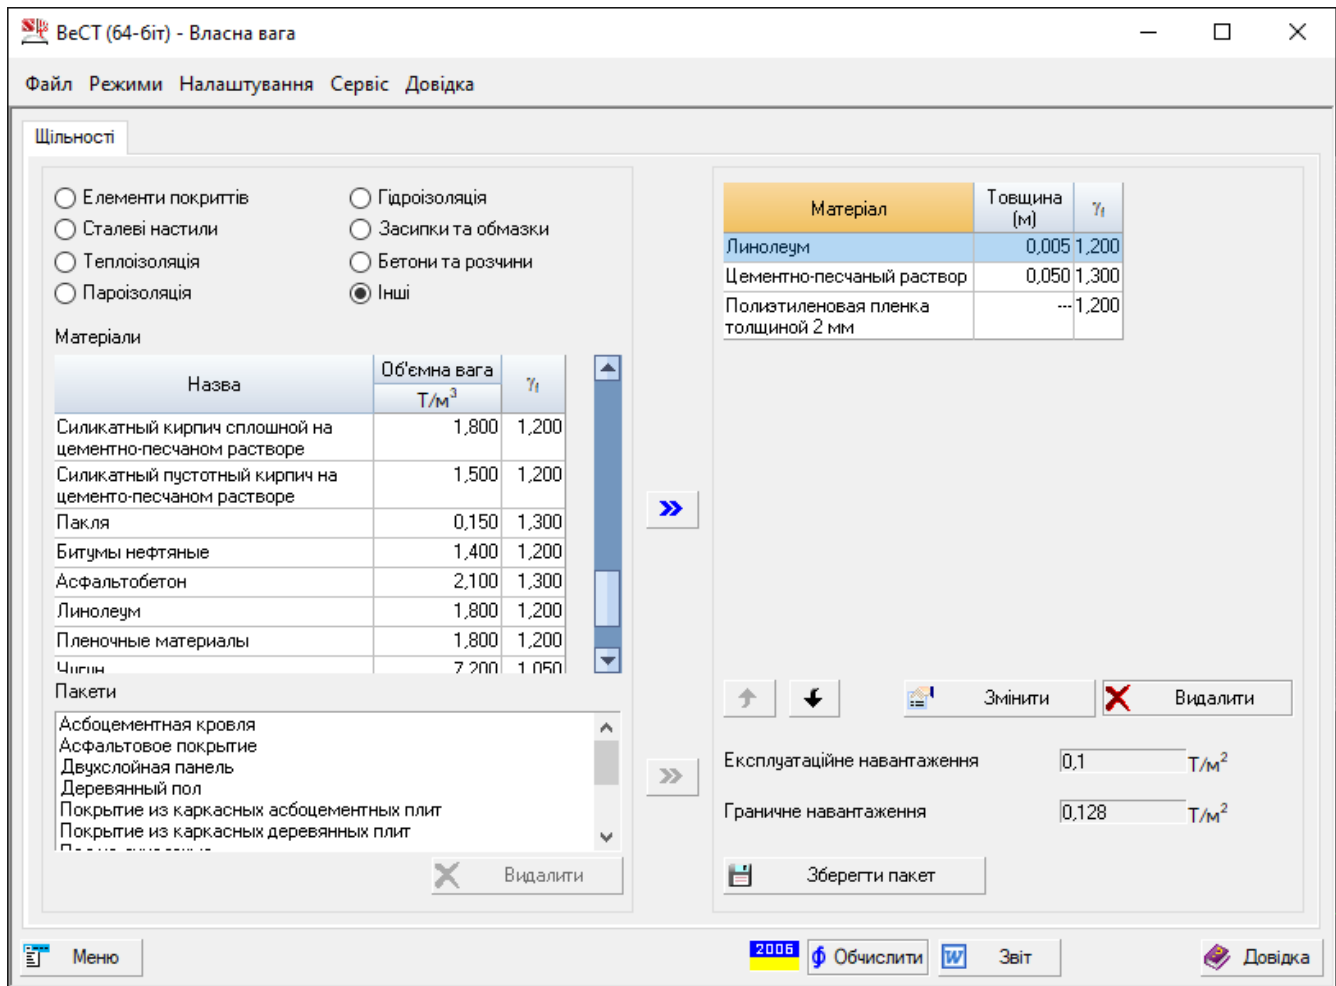 ВеСТ (64-біт) - Власна вага
Файл Режими Налаштування Сервіс Довідка
Щільності
Елементи покриттів
Гідроізоляція
Сталеві настили
Засипки та обмазки
Теплоізоляція
Бетони та розчини
Пароізоляція
Інші
Матеріали
Назва Об'ємна вага γf
Т/м³
Силикатный кирпич сплошной на
цементно-песчаном растворе 1,800 1,200
Силикатный пустотный кирпич на
цементо-песчаном растворе 1,500 1,200
Пакля 0,150 1,300
Битумы нефтяные 1,400 1,200
Асфальтобетон 2,100 1,300
Линолеум 1,800 1,200
Пленочные материалы 1,800 1,200
Чугун 7,200 1,050
Пакети
Асбоцементная кровля
Асфальтовое покрытие
Двухслойная панель
Деревянный пол
Покрытие из каркасных асбоцементных плит
Покрытие из каркасных деревянных плит
Видалити
Матеріал Товщина
(м) γf
Линолеум 0,005 1,200
Цементно-песчаный раствор 0,050 1,300
Полиэтиленовая пленка
толщиной 2 мм --- 1,200
Змінити
Видалити
Експлуатаційне навантаження 0,1 Т/м²
Граничне навантаження 0,128 Т/м²
Зберегти пакет
Меню
2006
Обчислити
Звіт
Довідка